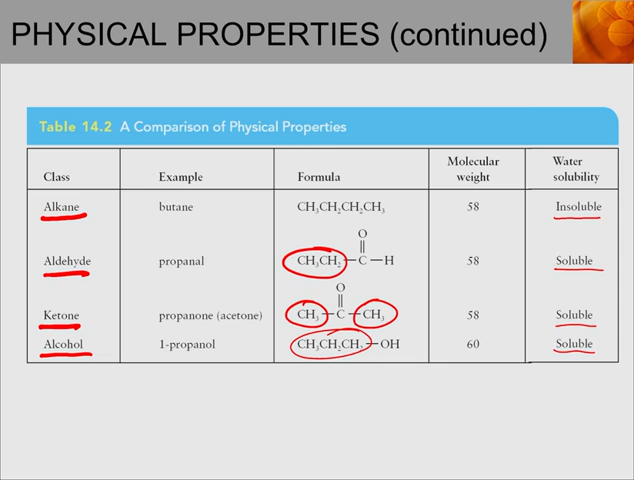 PHYSICAL PROPERTIES (continued)
Table 14.2 A Comparison of Physical Properties
Class Example Formula Molecular weight Water solubility
Alkane butane CH₃CH₂CH₂CH₃ 58 Insoluble
O
Aldehyde propanal CH₃CH₂—C—H 58 Soluble
O
Ketone propanone (acetone) CH₃—C—CH₃ 58 Soluble
Alcohol 1-propanol CH₃CH₂CH₂—OH 60 Soluble